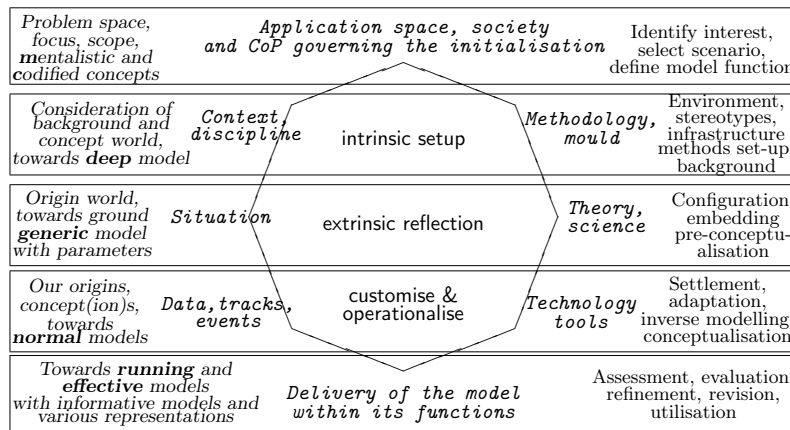 Problem space,
focus, scope,
mentalistic and
codified concepts
Application space, society
and CoP governing the initialisation
Identify interest,
select scenario,
define model function
Consideration of
background and
concept world,
towards deep model
Context,
discipline
intrinsic setup
Methodology,
mould
Environment,
stereotypes,
infrastructure
methods set-up
background
Origin world,
towards ground
generic model
with parameters
Situation
extrinsic reflection
Theory,
science
Configuration
embedding
pre-conceptu-
alisation
Our origins,
concept(ion)s,
towards
normal models
Data,tracks,
events
customise &
operationalise
Technology
tools
Settlement,
adaptation,
inverse modelling
conceptualisation
Towards running and
effective models
with informative models and
various representations
Delivery of the model
within its functions
Assessment, evaluation
refinement, revision,
utilisation